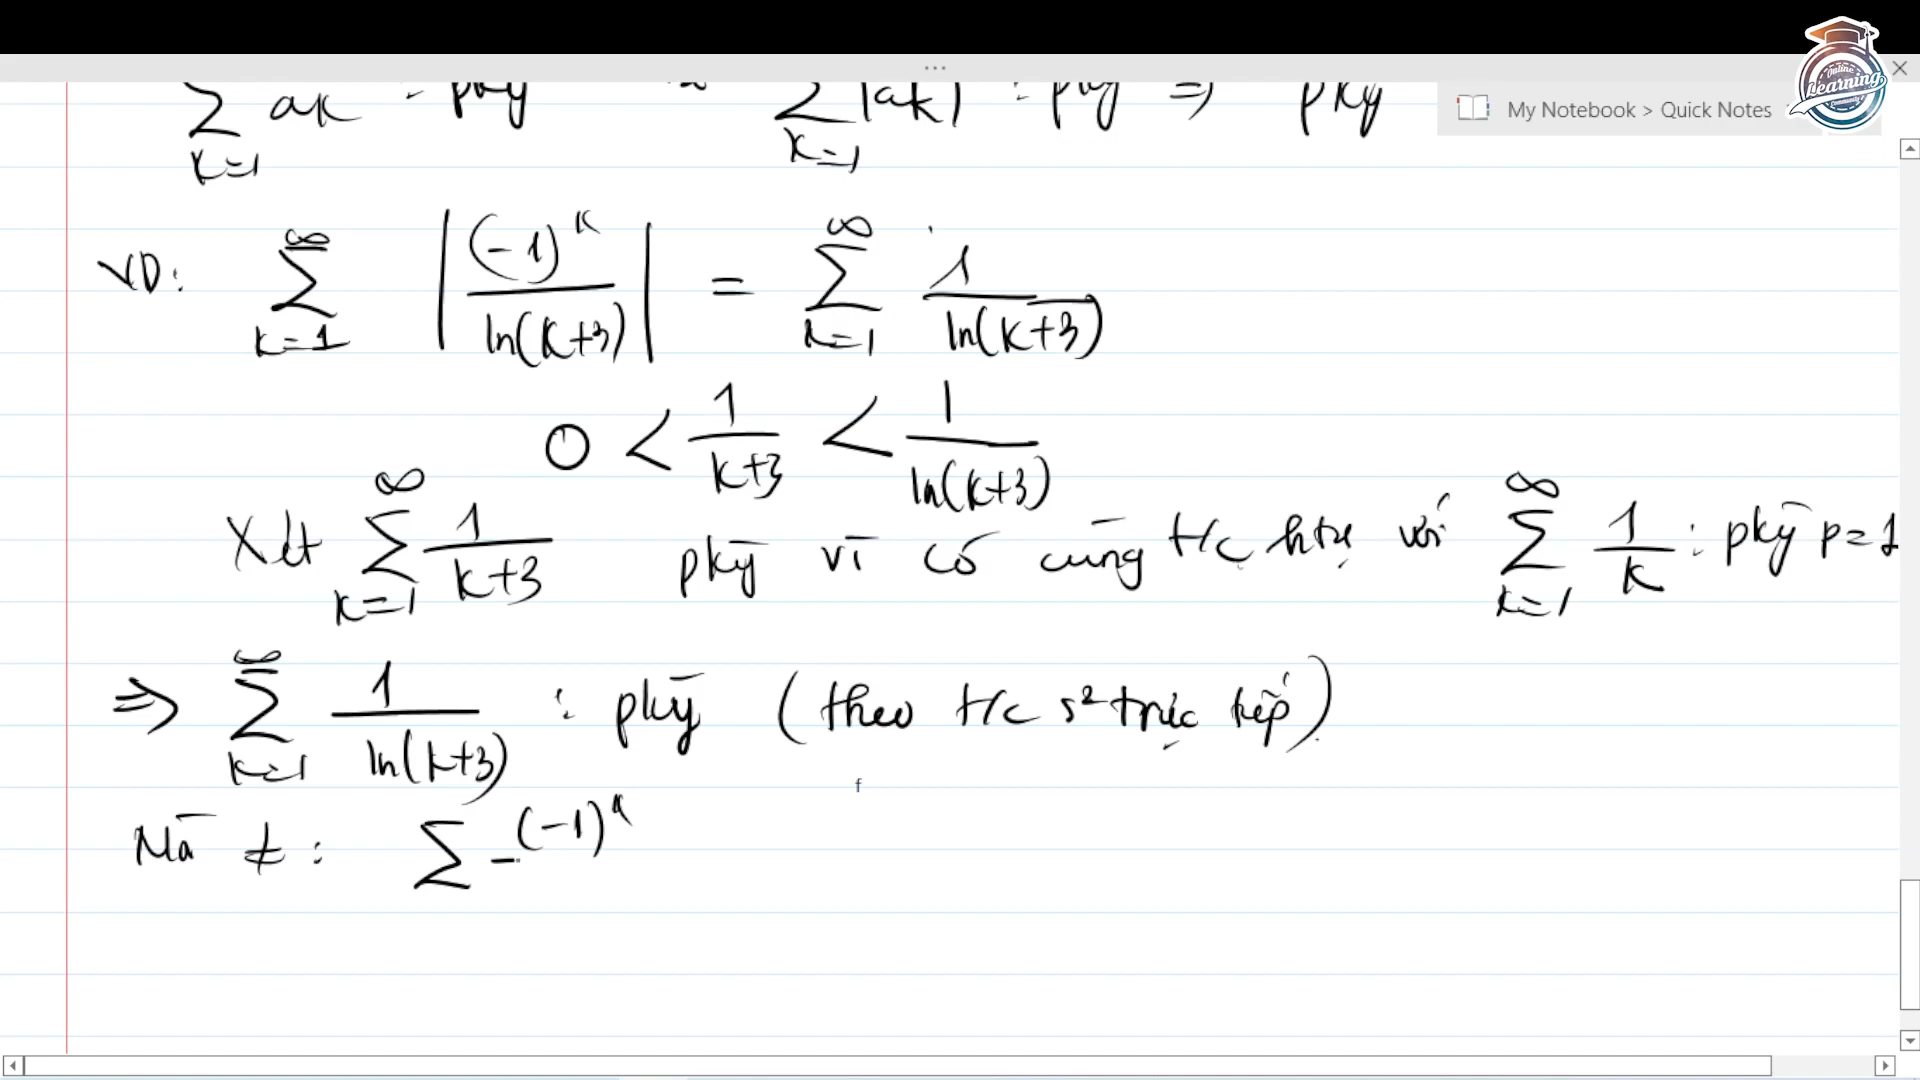 ∑_{k=1} ak : pkỳ ∑_{k=1} |ak| : pkỳ ⇒ pkỳ
My Notebook > Quick Notes
Online Learning Community
VD: ∑_{k=1}^{∞} |(-1)^k / ln(k+3)| = ∑_{k=1}^{∞} 1 / ln(k+3)
0 < 1/(k+3) < 1/ln(k+3)
Xét ∑_{k=1}^{∞} 1/(k+3) pkỳ vì có cùng t/c htụ với ∑_{k=1}^{∞} 1/k : pkỳ p=1
⇒ ∑_{k=1}^{∞} 1/ln(k+3) : pkỳ (theo t/c s² trực tiếp)
Mà ≠ : ∑ (-1)^k